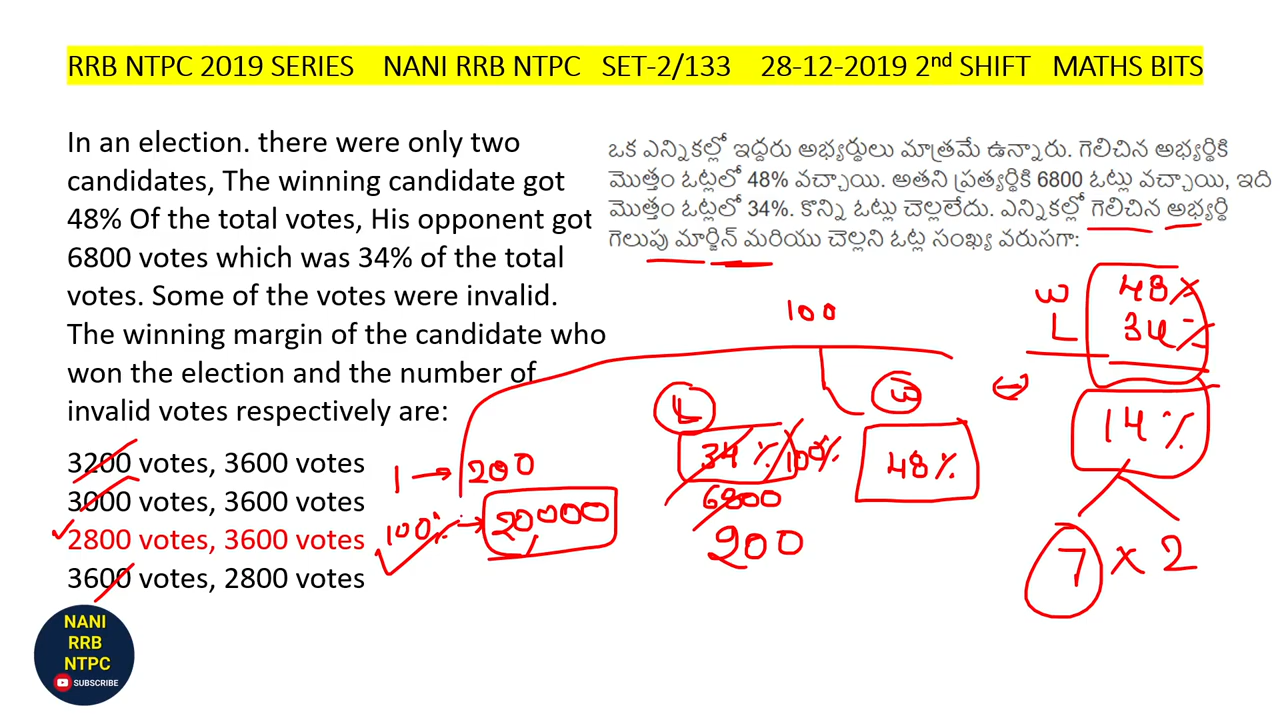 RRB NTPC 2019 SERIES NANI RRB NTPC SET-2/133 28-12-2019 2nd SHIFT MATHS BITS
In an election. there were only two
candidates, The winning candidate got
48% Of the total votes, His opponent got
6800 votes which was 34% of the total
votes. Some of the votes were invalid.
The winning margin of the candidate who
won the election and the number of
invalid votes respectively are:
3200 votes, 3600 votes
3000 votes, 3600 votes
2800 votes, 3600 votes
3600 votes, 2800 votes
ఒక ఎన్నికల్లో ఇద్దరు అభ్యర్థులు మాత్రమే ఉన్నారు. గెలిచిన అభ్యర్థికి
మొత్తం ఓట్లలో 48% వచ్చాయి. అతని ప్రత్యర్థికి 6800 ఓట్లు వచ్చాయి, ఇది
మొత్తం ఓట్లలో 34%. కొన్ని ఓట్లు చెల్లలేదు. ఎన్నికల్లో గెలిచిన అభ్యర్థి
గెలుపు మార్జిన్ మరియు చెల్లని ఓట్ల సంఖ్య వరుసగా:
100
L
W
34% 100%
48%
6800
200
1 → 200
100% → 20000
W 48%
L 34%
14%
7 x 2
NANI
RRB
NTPC
SUBSCRIBE